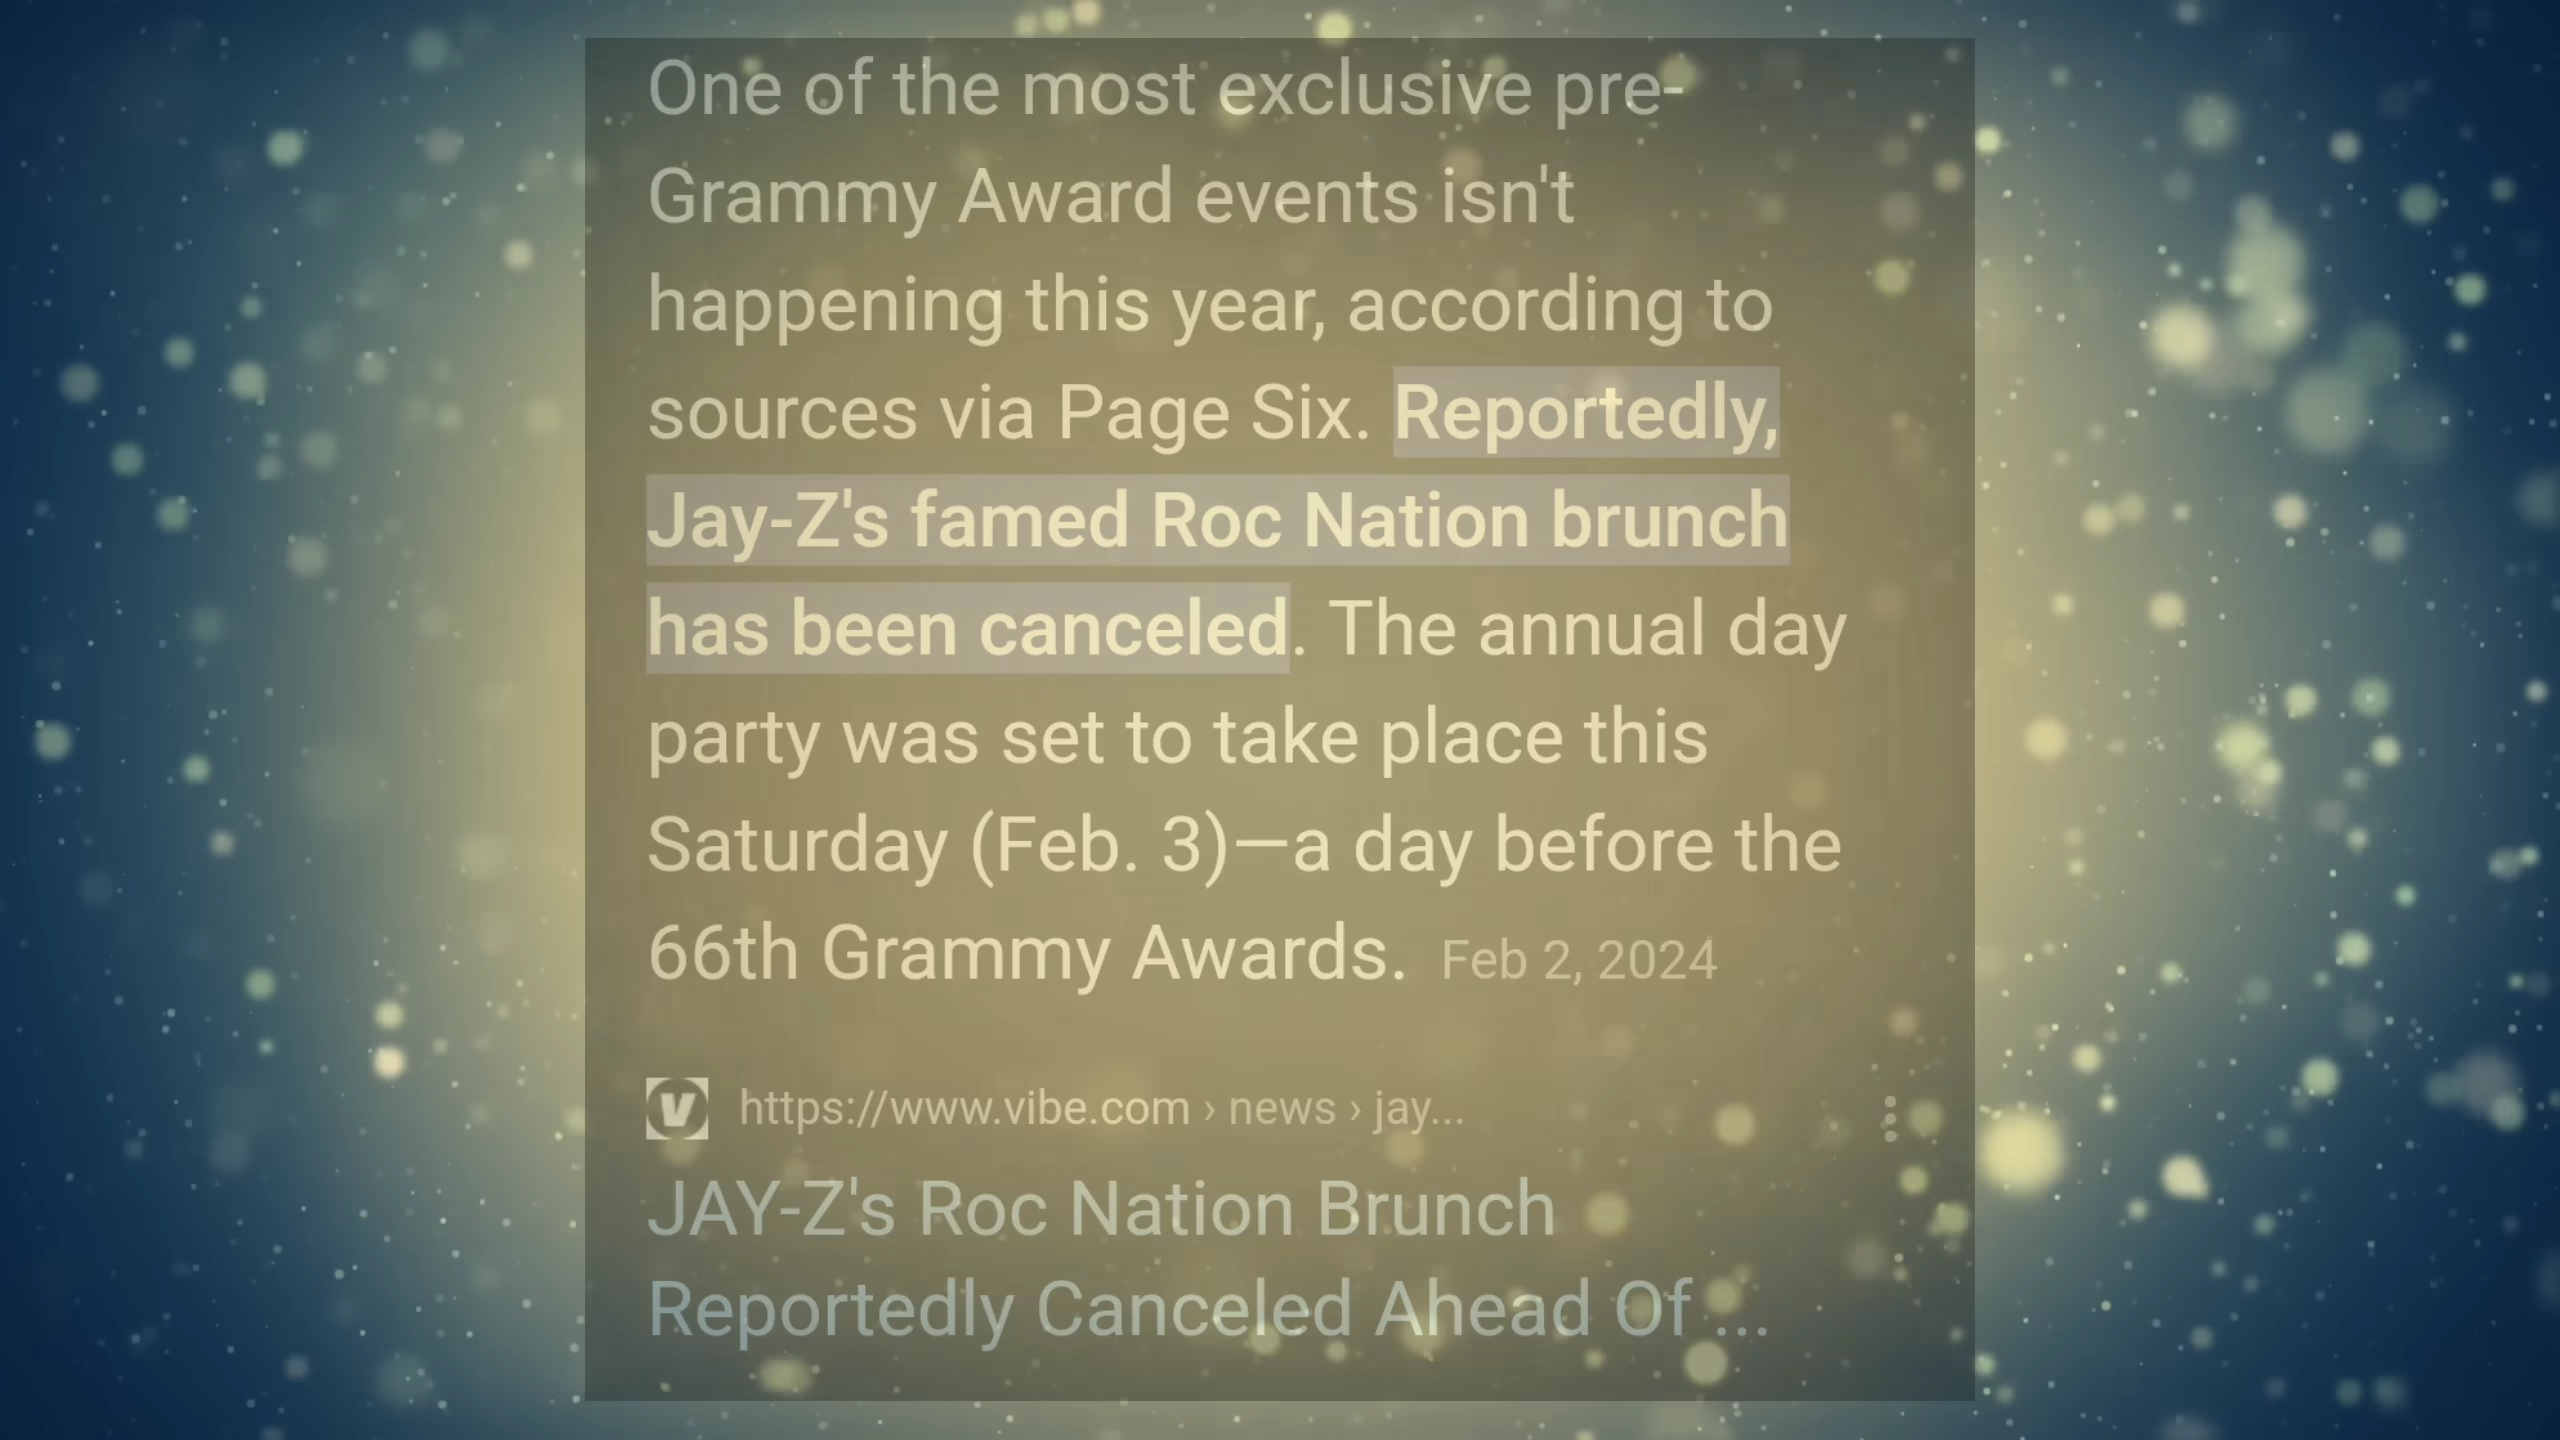 One of the most exclusive pre-
Grammy Award events isn't
happening this year, according to
sources via Page Six. Reportedly,
Jay-Z's famed Roc Nation brunch
has been canceled. The annual day
party was set to take place this
Saturday (Feb. 3)—a day before the
66th Grammy Awards. Feb 2, 2024
V https://www.vibe.com › news › jay...
JAY-Z's Roc Nation Brunch
Reportedly Canceled Ahead Of ...